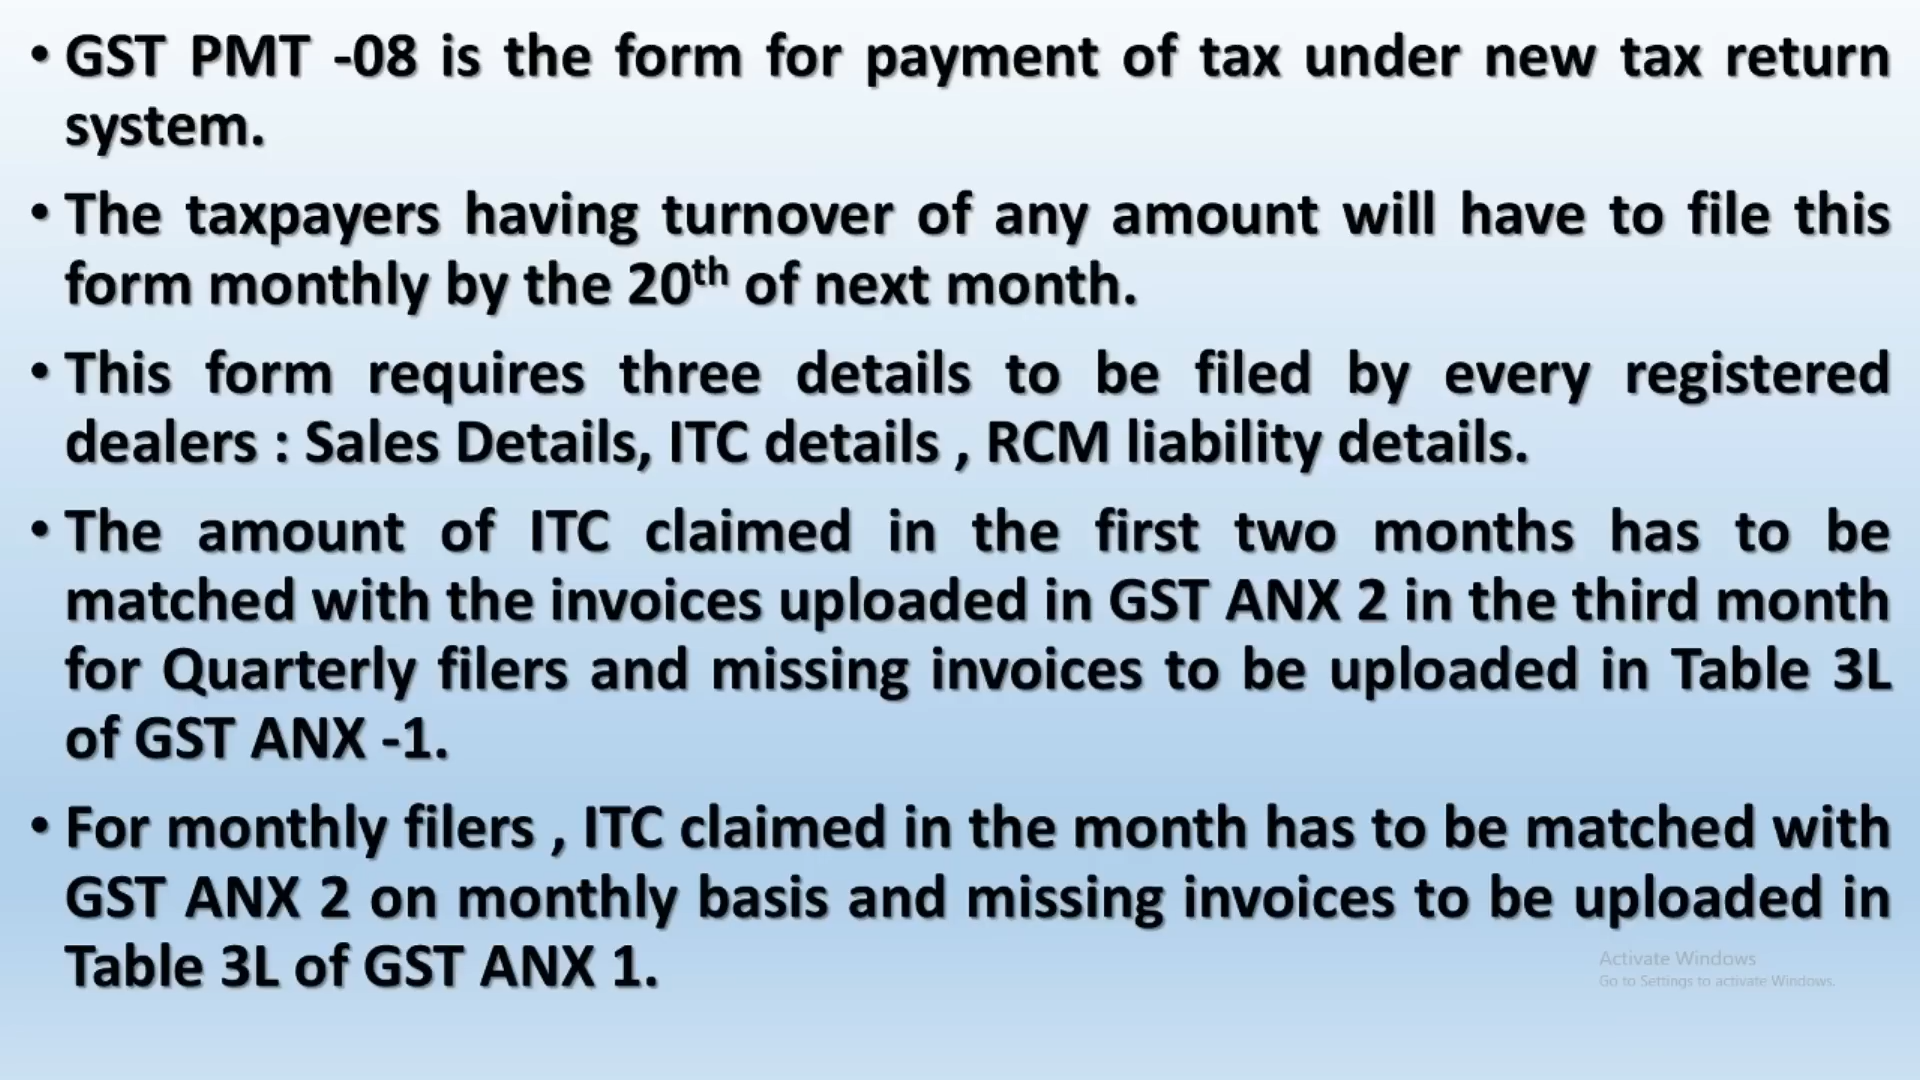 • GST PMT -08 is the form for payment of tax under new tax return
system.
• The taxpayers having turnover of any amount will have to file this
form monthly by the 20th of next month.
• This form requires three details to be filed by every registered
dealers : Sales Details, ITC details , RCM liability details.
• The amount of ITC claimed in the first two months has to be
matched with the invoices uploaded in GST ANX 2 in the third month
for Quarterly filers and missing invoices to be uploaded in Table 3L
of GST ANX -1.
• For monthly filers , ITC claimed in the month has to be matched with
GST ANX 2 on monthly basis and missing invoices to be uploaded in
Table 3L of GST ANX 1.
Activate Windows
Go to Settings to activate Windows.